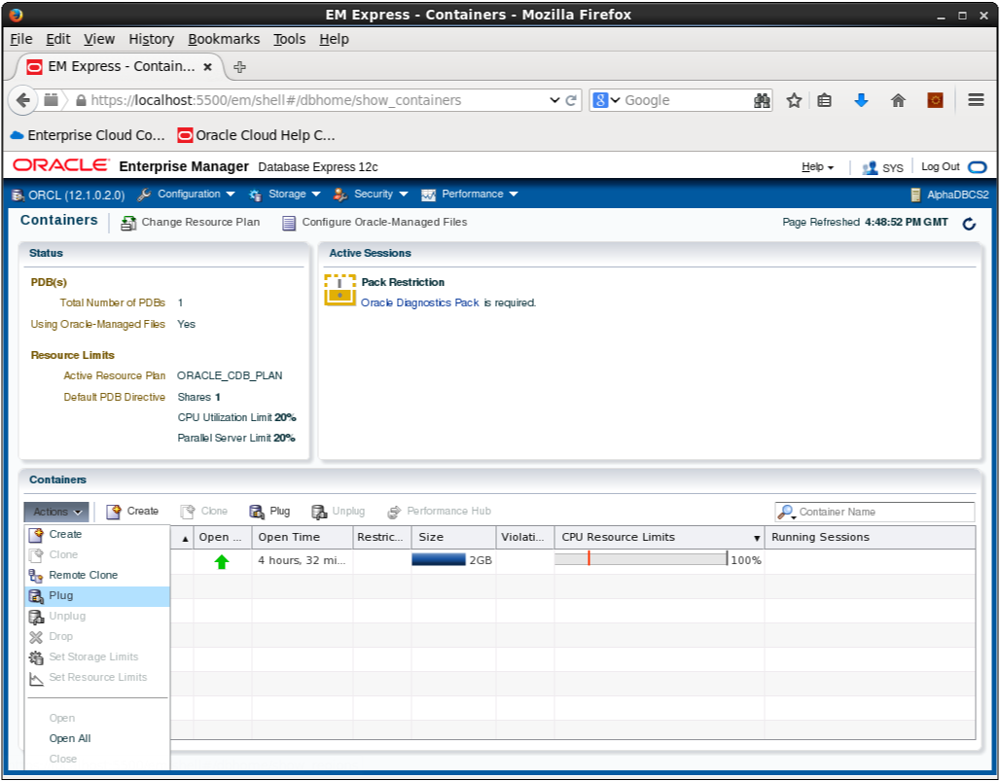 EM Express - Containers - Mozilla Firefox
File Edit View History Bookmarks Tools Help
EM Express - Contain...
https://localhost:5500/em/shell#/dbhome/show_containers
8 Google
Enterprise Cloud Co... Oracle Cloud Help C...
ORACLE Enterprise Manager Database Express 12c
Help SYS Log Out
ORCL (12.1.0.2.0) Configuration Storage Security Performance AlphaDBCS2
Containers Change Resource Plan Configure Oracle-Managed Files Page Refreshed 4:48:52 PM GMT
Status
PDB(s)
Total Number of PDBs 1
Using Oracle-Managed Files Yes
Resource Limits
Active Resource Plan ORACLE_CDB_PLAN
Default PDB Directive Shares 1
CPU Utilization Limit 20%
Parallel Server Limit 20%
Active Sessions
Pack Restriction
Oracle Diagnostics Pack is required.
Containers
Actions Create Clone Plug Unplug Performance Hub Container Name
Open ... Open Time Restric... Size Violati... CPU Resource Limits Running Sessions
4 hours, 32 mi... 2GB 100%
Create
Clone
Remote Clone
Plug
Unplug
Drop
Set Storage Limits
Set Resource Limits
Open
Open All
Close